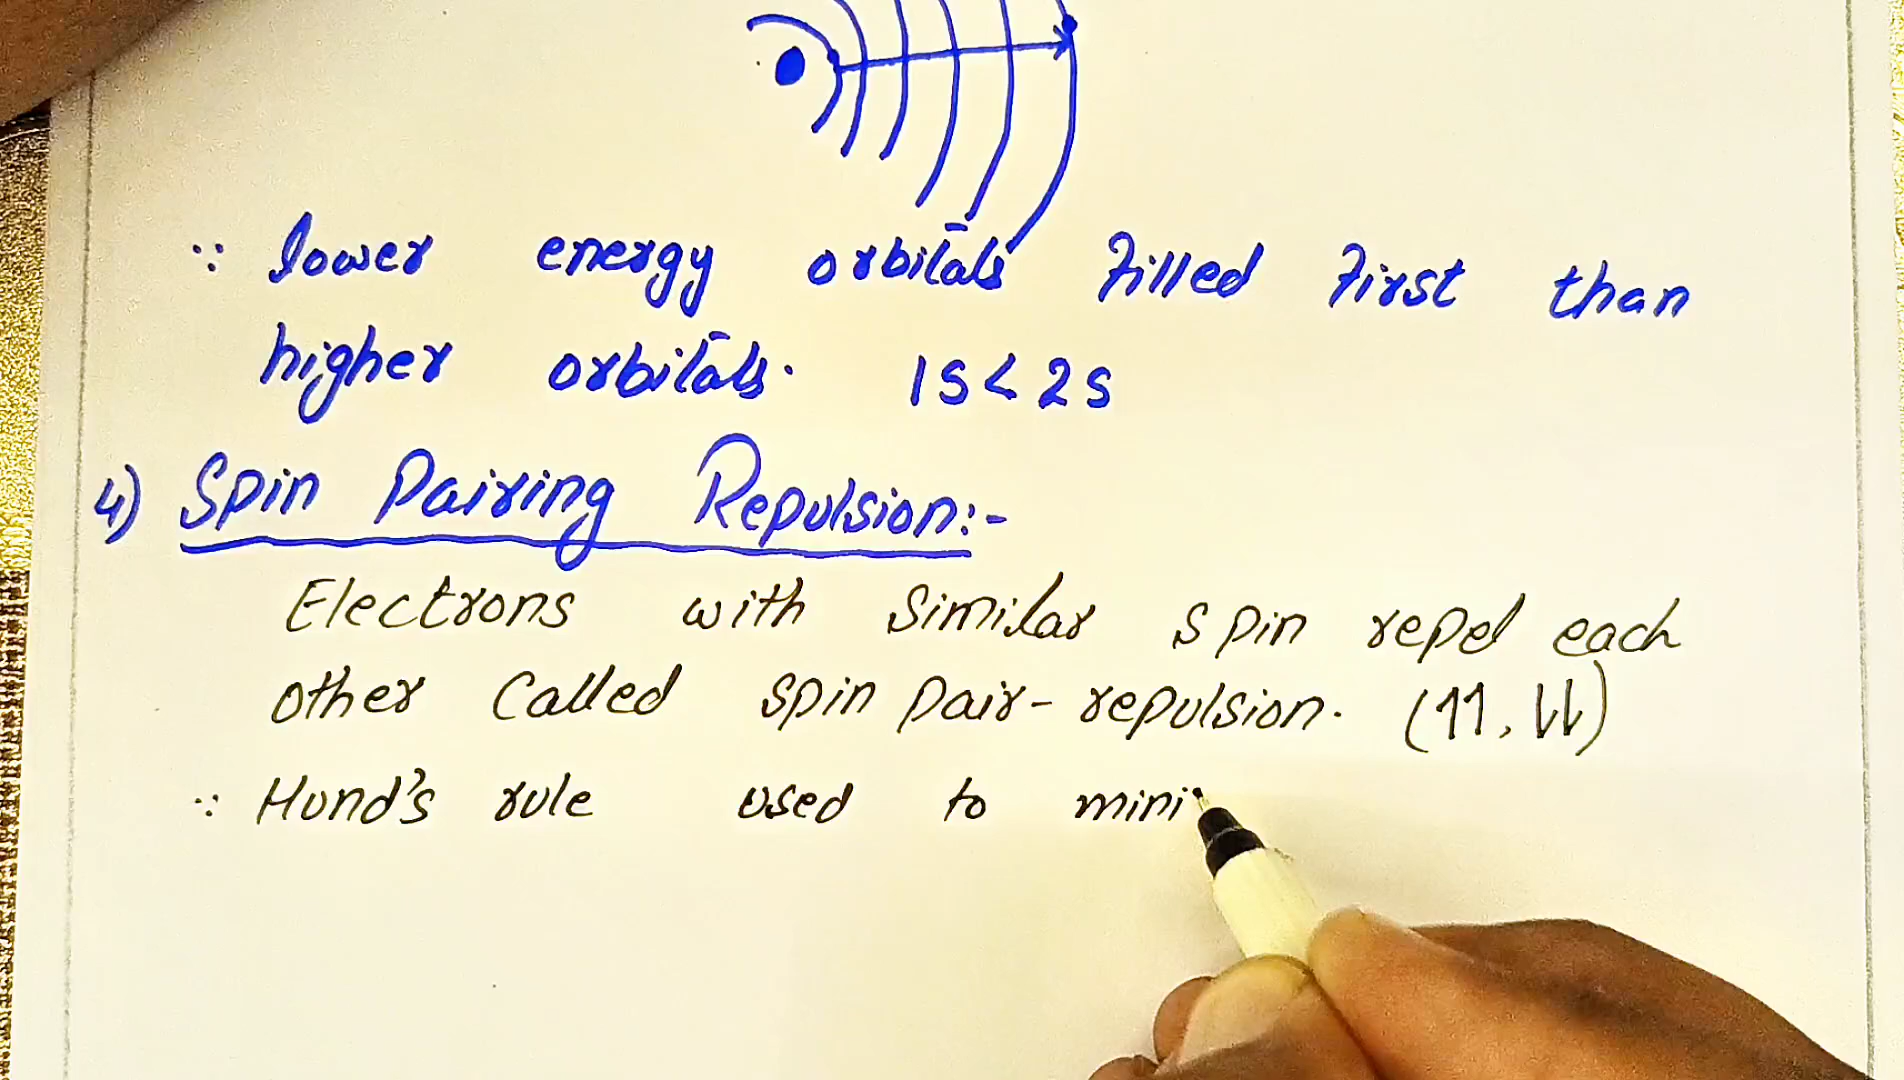 ∵ lower energy orbitals filled first than
higher orbitals. 1s < 2s
4) Spin Pairing Repulsion:-
Electrons with similar spin repel each
other called spin pair-repulsion. (↿↿, ⇂⇂)
∵ Hund's rule used to mini